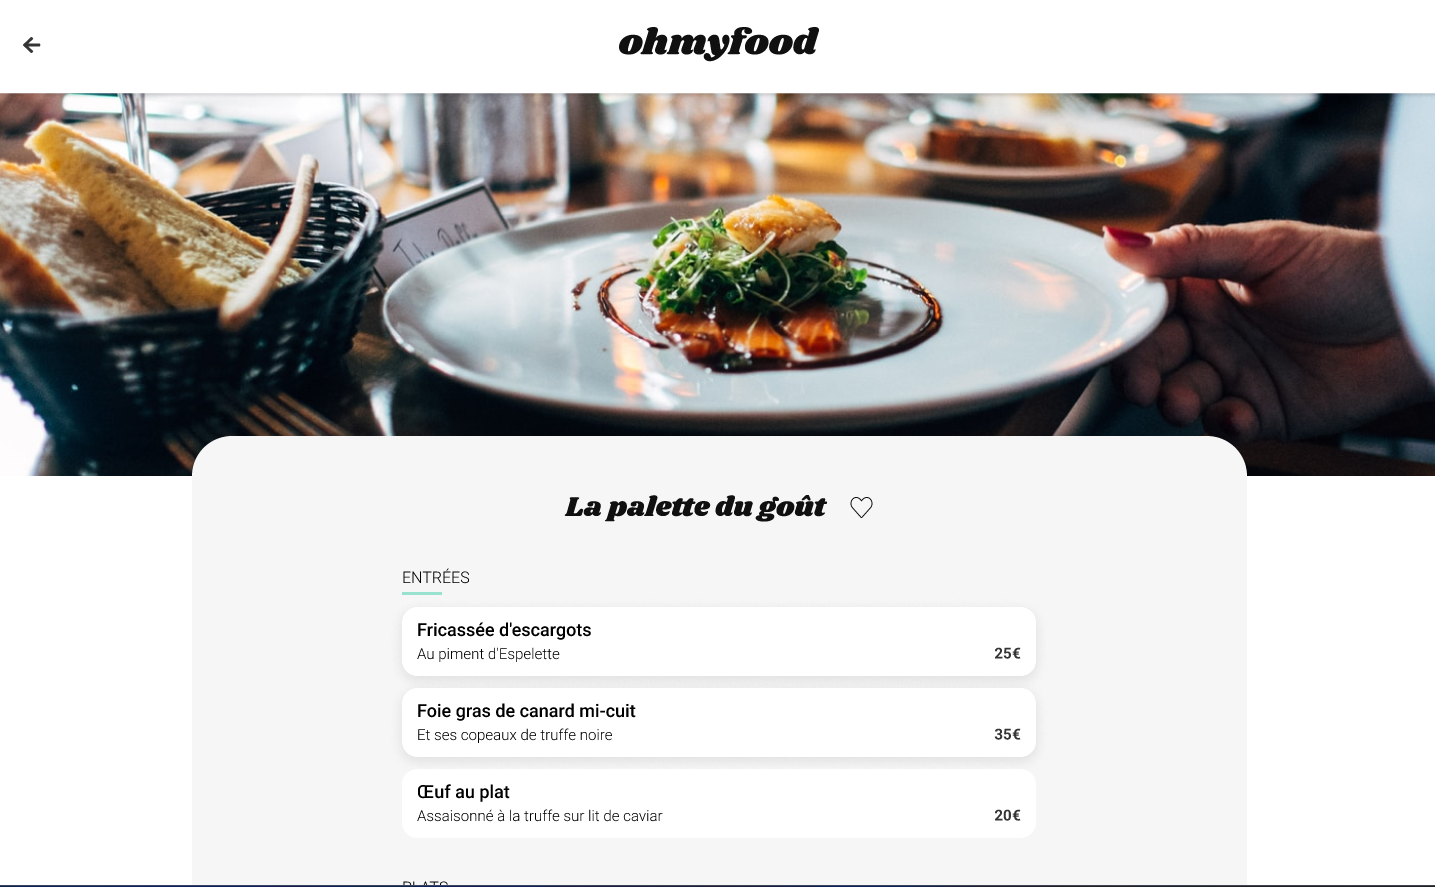 ohmyfood
La palette du goût
ENTRÉES
Fricassée d'escargots
Au piment d'Espelette
25€
Foie gras de canard mi-cuit
Et ses copeaux de truffe noire
35€
Œuf au plat
Assaisonné à la truffe sur lit de caviar
20€
PLATS